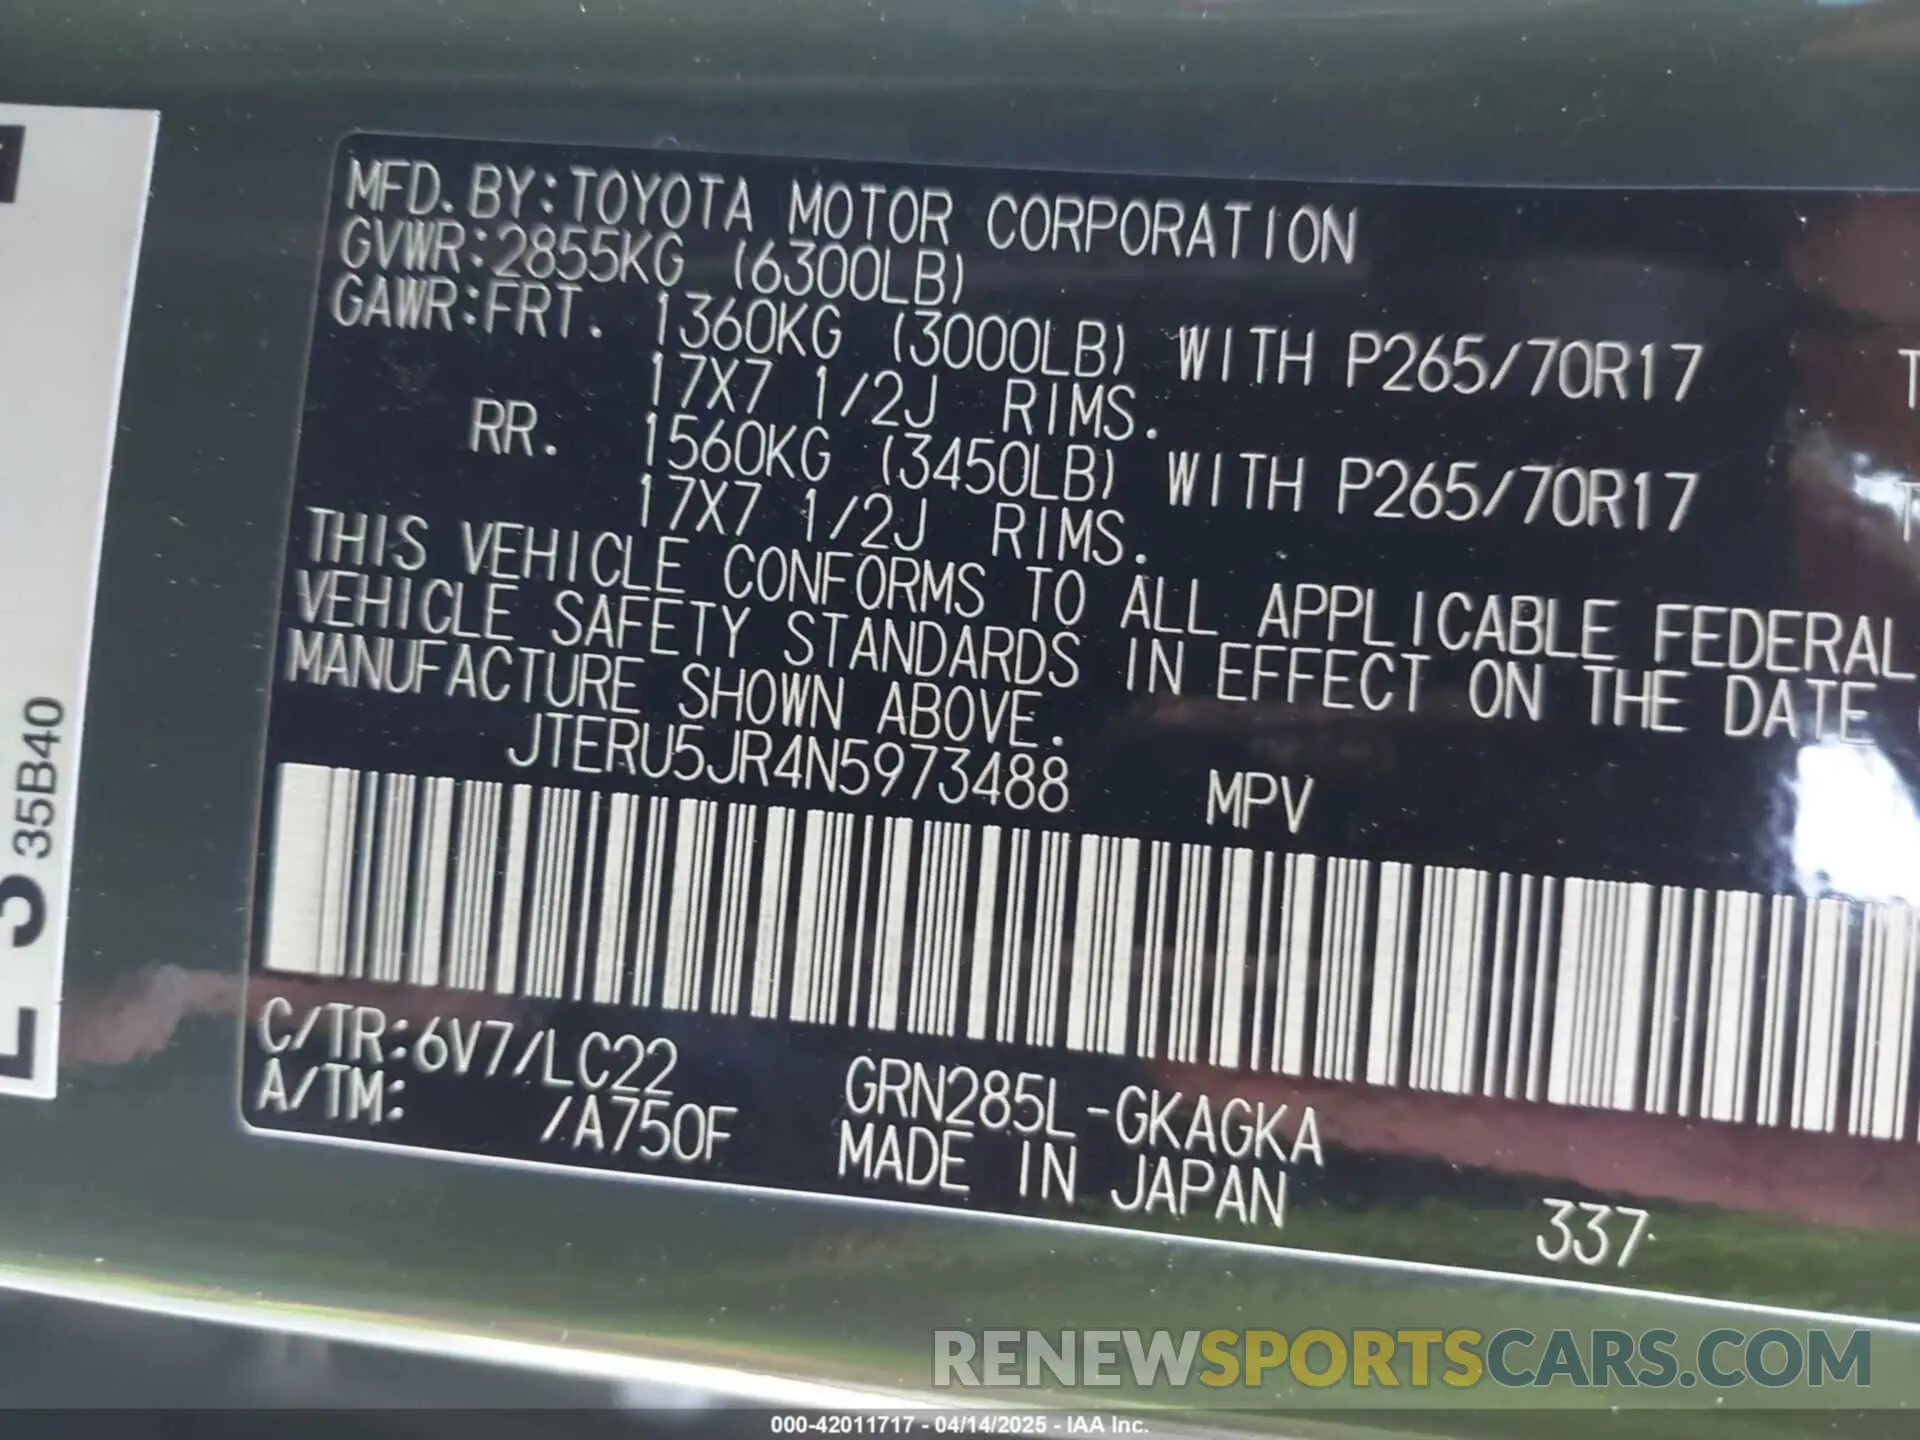 MFD. BY:TOYOTA MOTOR CORPORATION
GVWR:2855KG (6300LB)
GAWR:FRT. 1360KG (3000LB) WITH P265/70R17
17X7 1/2J RIMS.
RR. 1560KG (3450LB) WITH P265/70R17
17X7 1/2J RIMS.
THIS VEHICLE CONFORMS TO ALL APPLICABLE FEDERAL
VEHICLE SAFETY STANDARDS IN EFFECT ON THE DATE
MANUFACTURE SHOWN ABOVE.
JTERU5JR4N5973488 MPV
C/TR:6V7/LC22
A/TM: /A750F
GRN285L-GKAGKA
MADE IN JAPAN
337
35B40
RENEWSPORTSCARS.COM
000-42011717 - 04/14/2025 - IAA Inc.